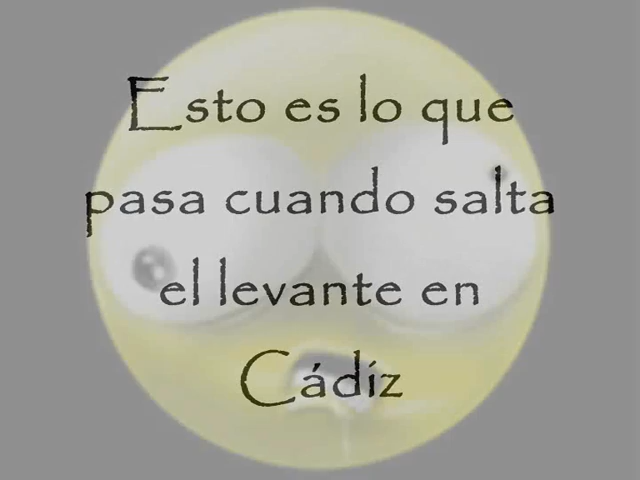 Esto es lo que
pasa cuando salta
el levante en
Cádiz